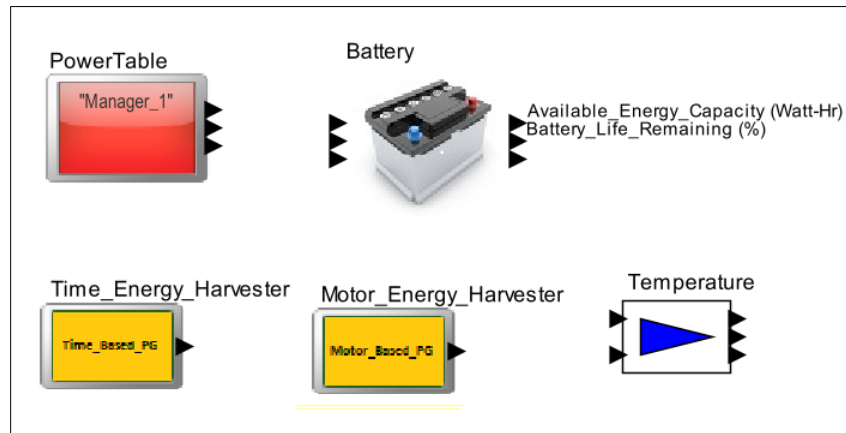 PowerTable
"Manager_1"
Battery
Available_Energy_Capacity (Watt-Hr)
Battery_Life_Remaining (%)
Time_Energy_Harvester
Time_Based_PG
Motor_Energy_Harvester
Motor_Based_PG
Temperature